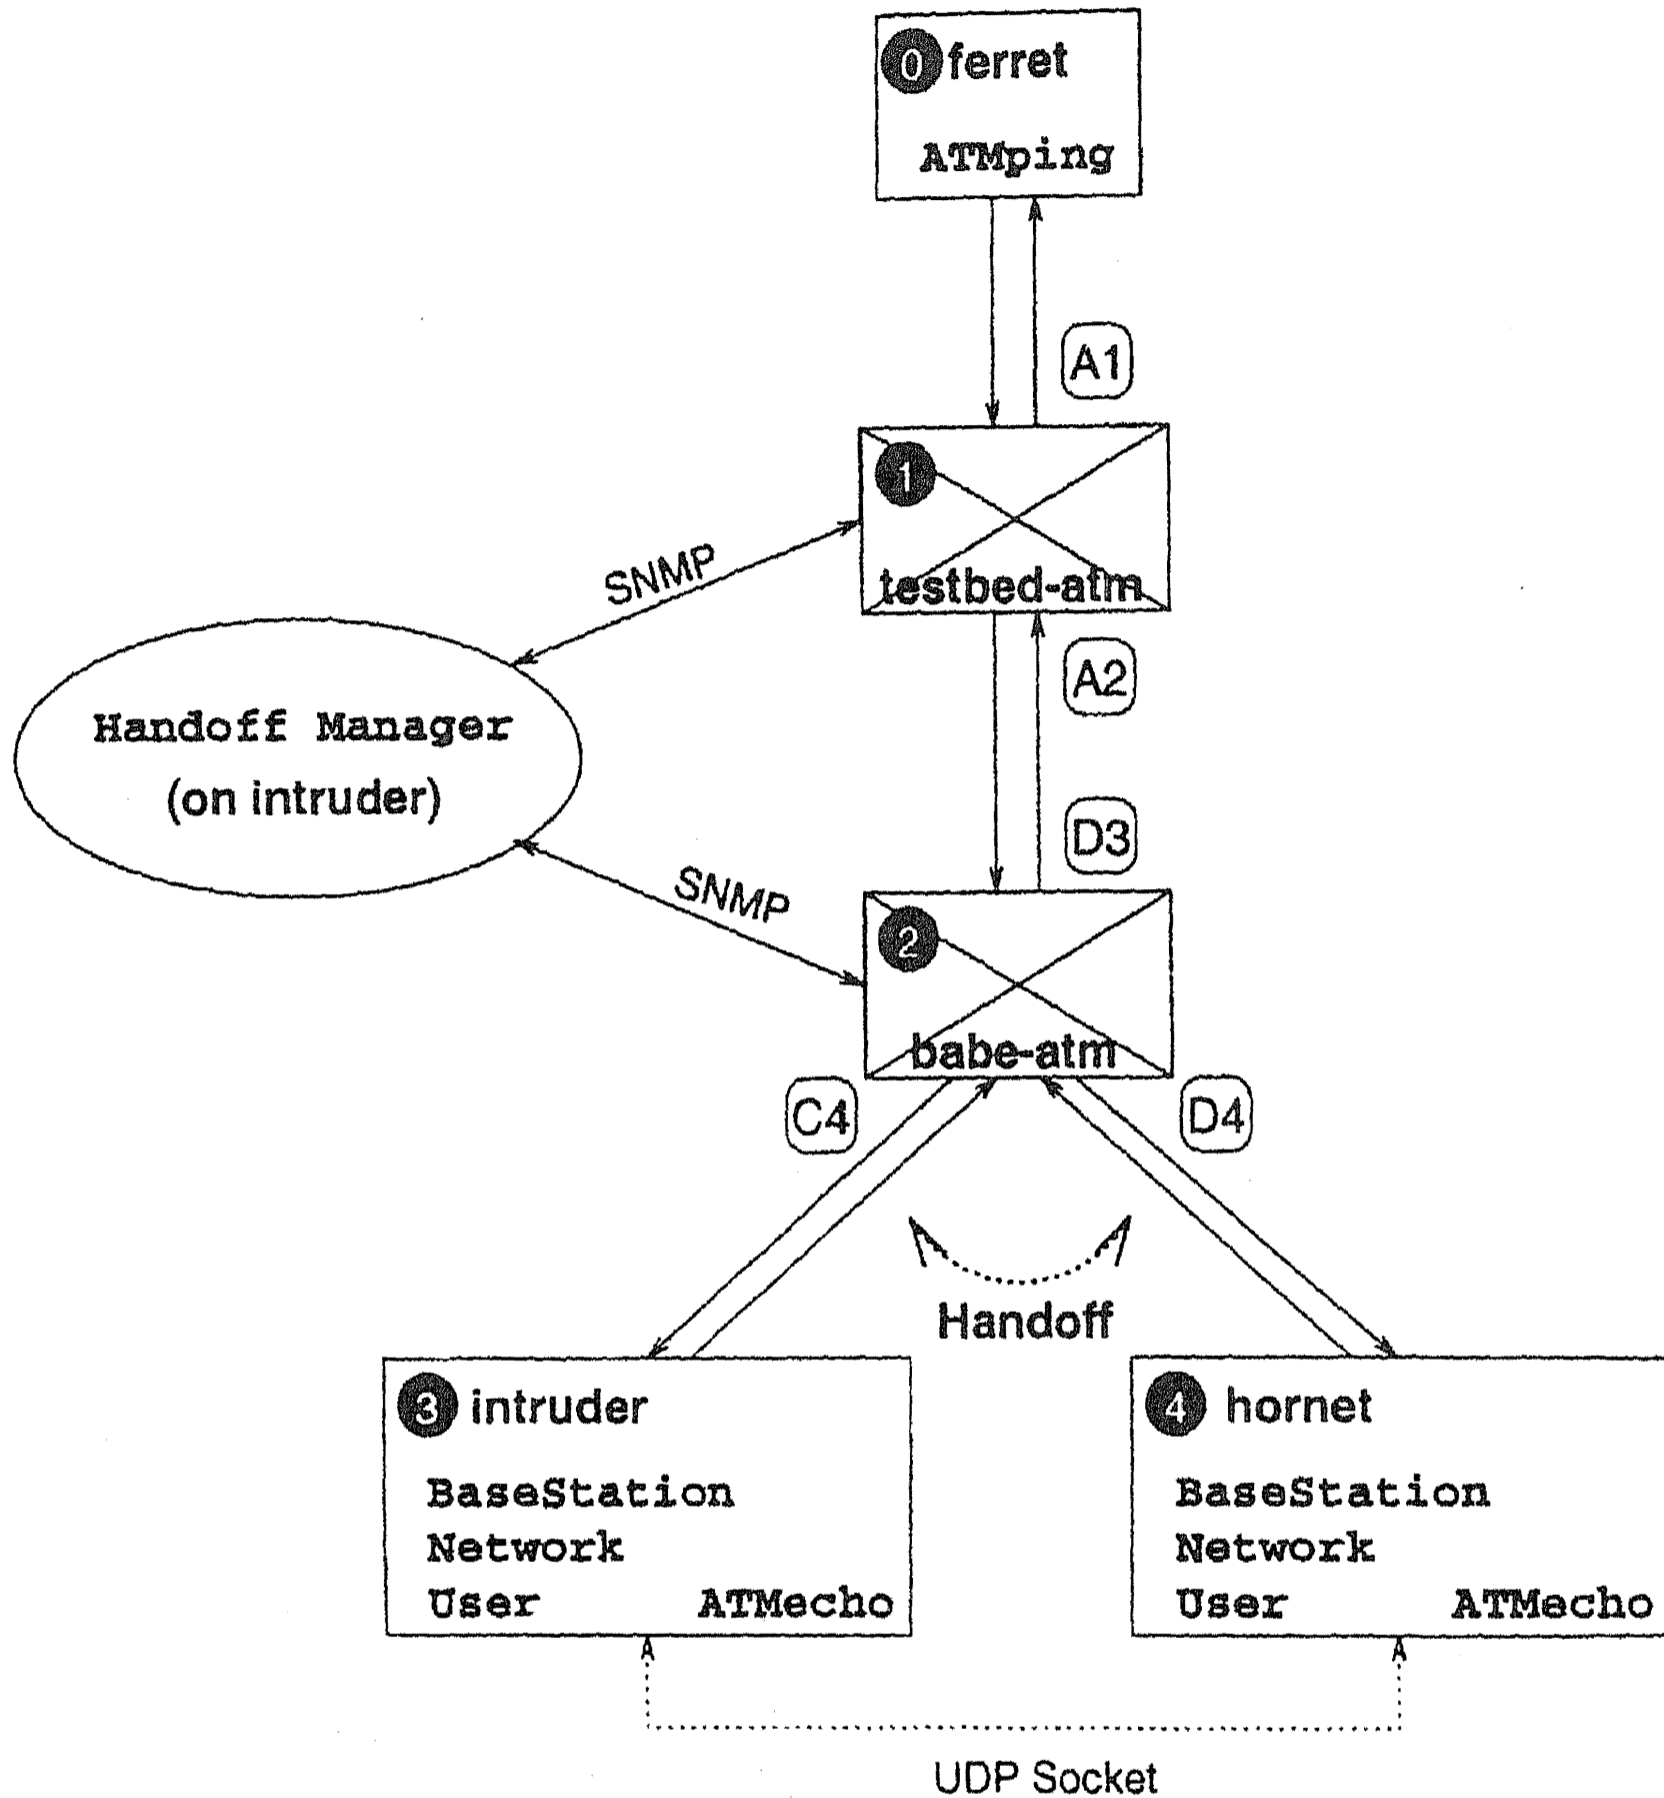 0 ferret
ATMping
A1
1
testbed-atm
SNMP
A2
Handoff Manager
(on intruder)
D3
SNMP
2
babe-atm
C4
D4
Handoff
3 intruder
BaseStation
Network
User ATMecho
4 hornet
BaseStation
Network
User ATMecho
UDP Socket